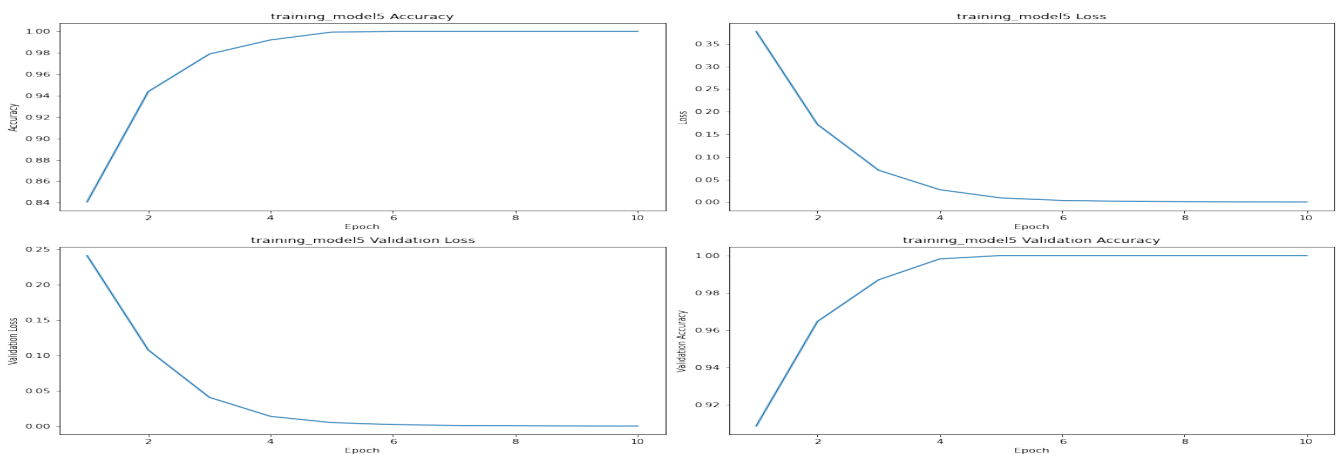 training_model5 Accuracy
1.00
0.98
0.96
0.94
0.92
0.90
0.88
0.86
0.84
Accuracy
2 4 6 8 10
Epoch
training_model5 Loss
0.35
0.30
0.25
0.20
0.15
0.10
0.05
0.00
Loss
2 4 6 8 10
Epoch
training_model5 Validation Loss
0.25
0.20
0.15
0.10
0.05
0.00
Validation Loss
2 4 6 8 10
Epoch
training_model5 Validation Accuracy
1.00
0.98
0.96
0.94
0.92
Validation Accuracy
2 4 6 8 10
Epoch